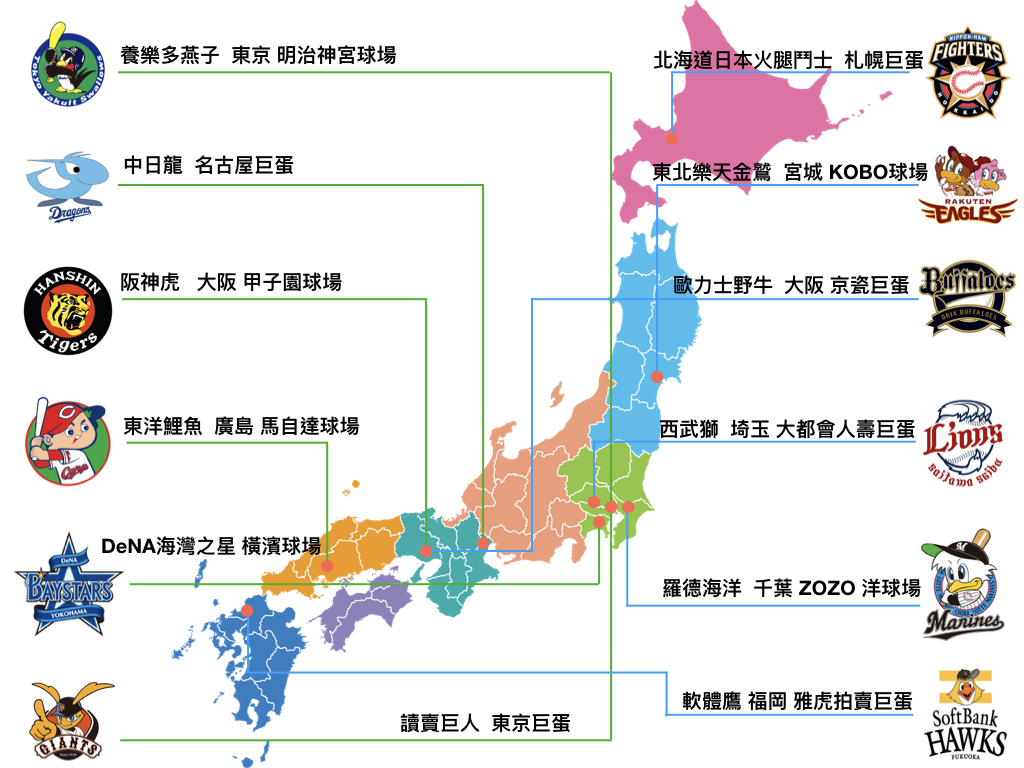 Tokyo Yakult Swallows
養樂多燕子 東京 明治神宮球場
北海道日本火腿鬥士 札幌巨蛋
NIPPON-HAM
FIGHTERS
HOKKAIDO
Dragons
中日龍 名古屋巨蛋
東北樂天金鷲 宮城 KOBO球場
RAKUTEN
EAGLES
HANSHIN
Tigers
阪神虎 大阪 甲子園球場
歐力士野牛 大阪 京瓷巨蛋
Buffaloes
ORIX BUFFALOES
C
Carp
東洋鯉魚 廣島 馬自達球場
西武獅 埼玉 大都會人壽巨蛋
Lions
saitama seibu
DeNA
BAYSTARS
YOKOHAMA
DeNA海灣之星 橫濱球場
羅德海洋 千葉 ZOZO 洋球場
M
Marines
GIANTS
讀賣巨人 東京巨蛋
軟體鷹 福岡 雅虎拍賣巨蛋
SoftBank
HAWKS
FUKUOKA